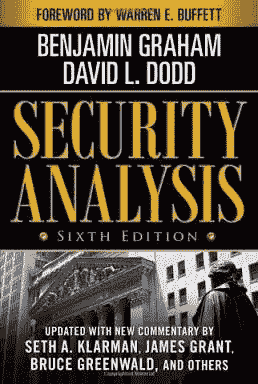 FOREWORD BY WARREN E. BUFFETT
BENJAMIN GRAHAM
DAVID L. DODD
SECURITY
ANALYSIS
SIXTH EDITION
UPDATED WITH NEW COMMENTARY BY
SETH A. KLARMAN, JAMES GRANT,
BRUCE GREENWALD, AND OTHERS